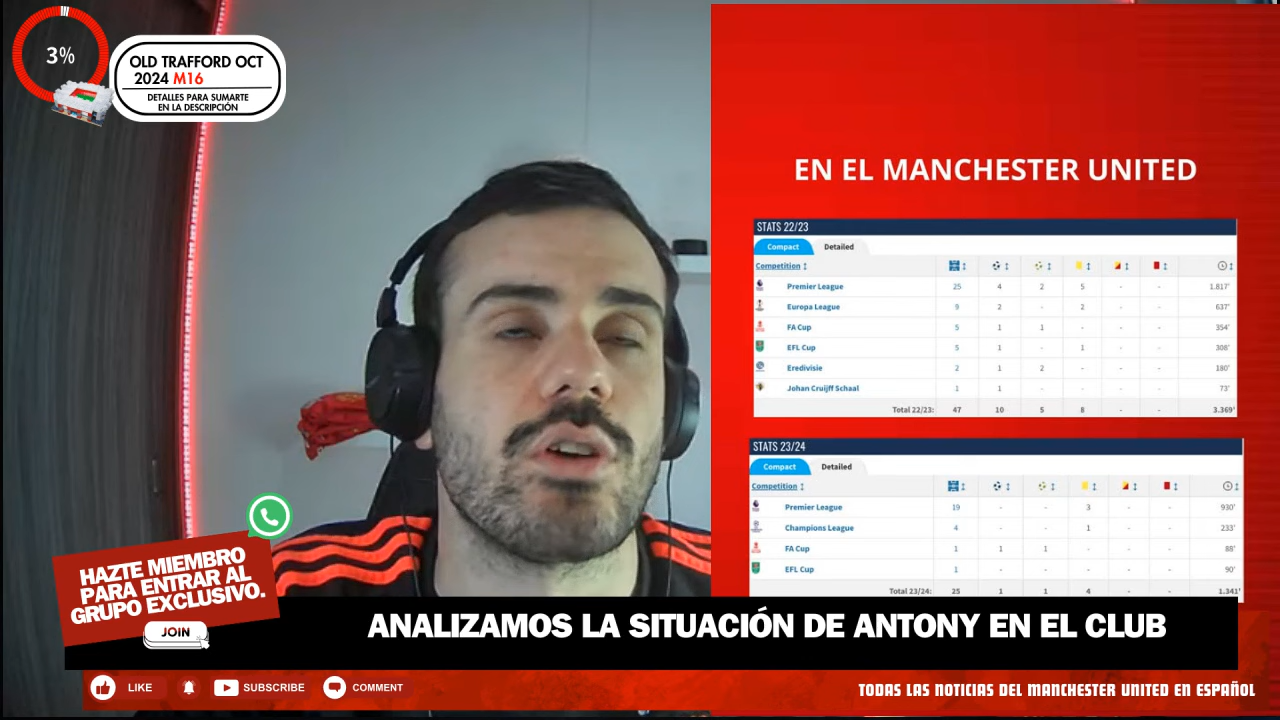 3%
OLD TRAFFORD OCT
2024 M16
DETALLES PARA SUMARTE
EN LA DESCRIPCIÓN
EN EL MANCHESTER UNITED
STATS 22/23
Compact Detailed
Competition
Premier League 25 4 2 5 - - 1.817'
Europa League 9 2 - 2 - - 637'
FA Cup 5 1 1 - - - 354'
EFL Cup 5 1 - 1 - - 308'
Eredivisie 2 1 2 - - - 180'
Johan Cruijff Schaal 1 1 - - - - 73'
Total 22/23: 47 10 5 8 - - 3.369'
STATS 23/24
Compact Detailed
Competition
Premier League 19 - - 3 - - 930'
Champions League 4 - - 1 - - 233'
FA Cup 1 1 1 - - - 88'
EFL Cup 1 - - - - - 90'
Total 23/24: 25 1 1 4 - - 1.341'
HAZTE MIEMBRO
PARA ENTRAR AL
GRUPO EXCLUSIVO.
JOIN
ANALIZAMOS LA SITUACIÓN DE ANTONY EN EL CLUB
LIKE SUBSCRIBE COMMENT
TODAS LAS NOTICIAS DEL MANCHESTER UNITED EN ESPAÑOL